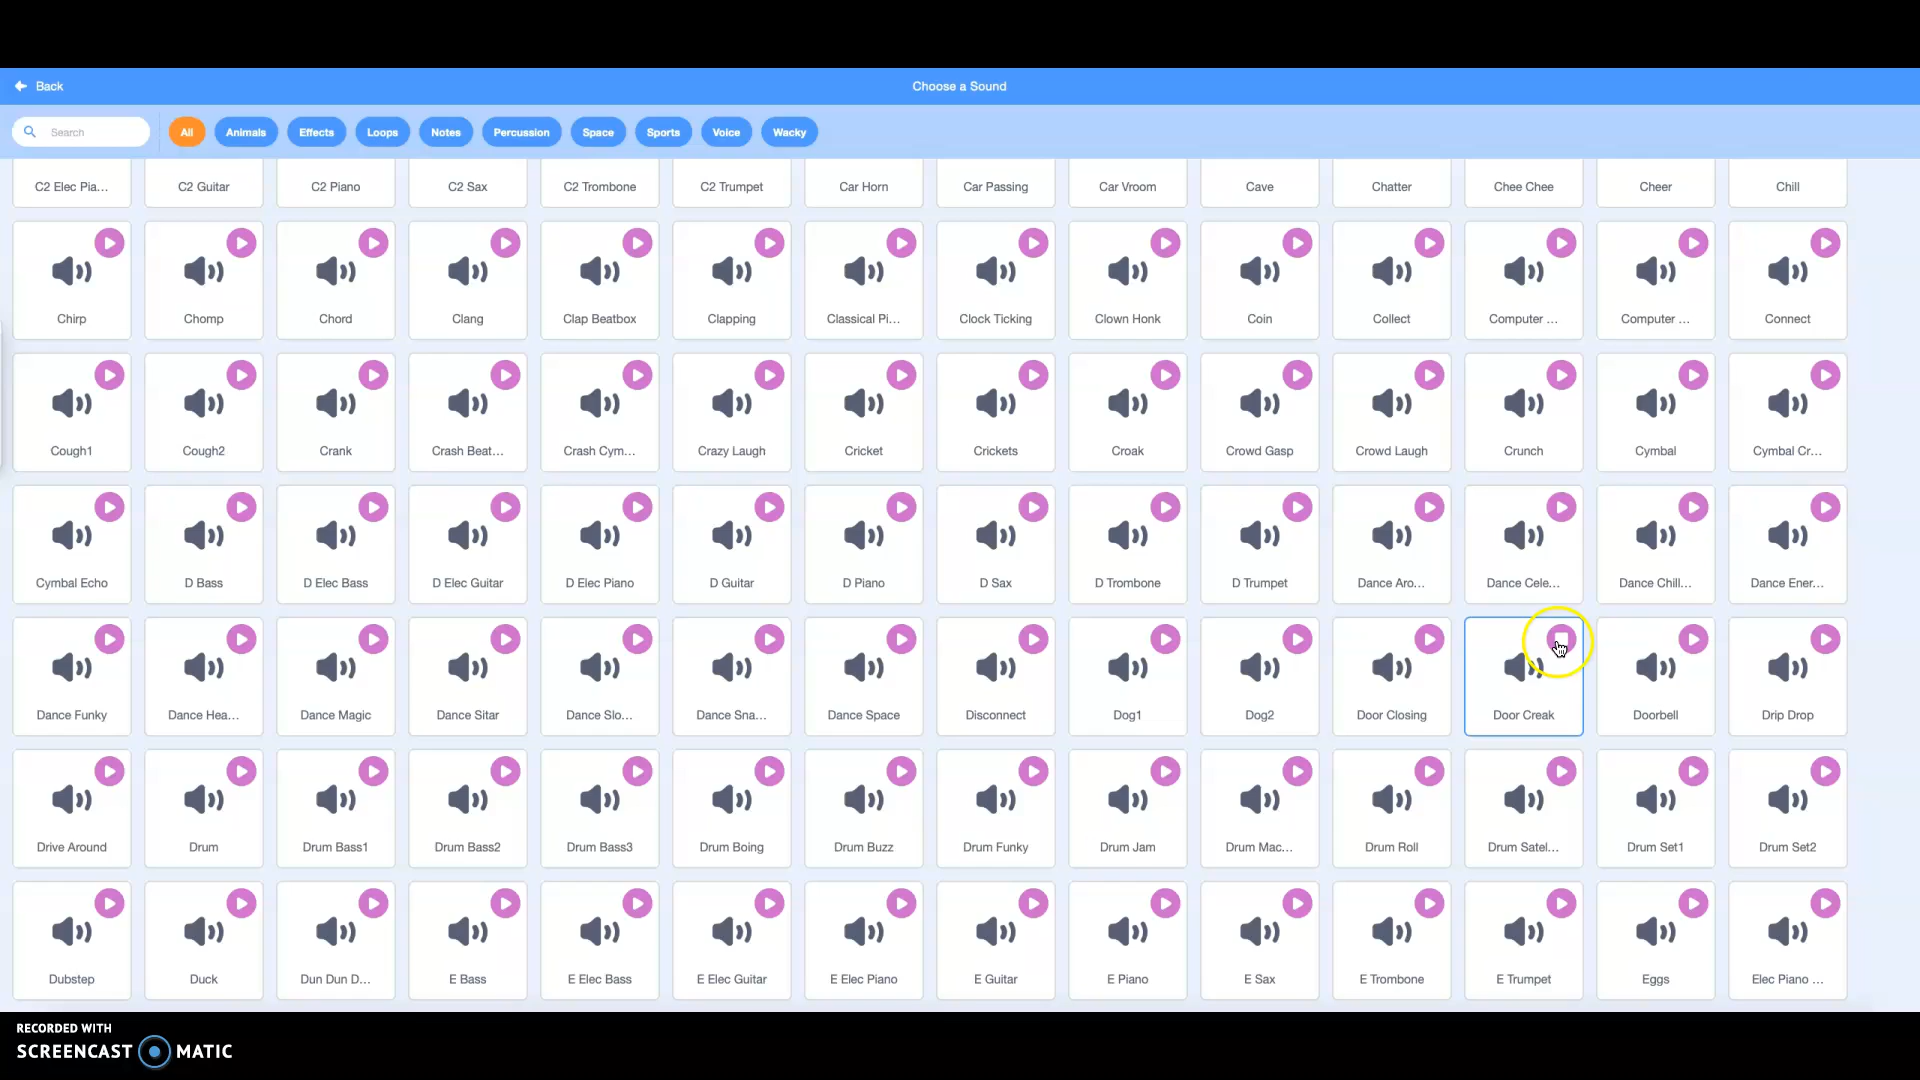 Back
Choose a Sound
Search
All
Animals
Effects
Loops
Notes
Percussion
Space
Sports
Voice
Wacky
C2 Elec Pia... C2 Guitar C2 Piano C2 Sax C2 Trombone C2 Trumpet Car Horn Car Passing Car Vroom Cave Chatter Chee Chee Cheer Chill
Chirp Chomp Chord Clang Clap Beatbox Clapping Classical Pi... Clock Ticking Clown Honk Coin Collect Computer ... Computer ... Connect
Cough1 Cough2 Crank Crash Beat... Crash Cym... Crazy Laugh Cricket Crickets Croak Crowd Gasp Crowd Laugh Crunch Cymbal Cymbal Cr...
Cymbal Echo D Bass D Elec Bass D Elec Guitar D Elec Piano D Guitar D Piano D Sax D Trombone D Trumpet Dance Aro... Dance Cele... Dance Chill... Dance Ener...
Dance Funky Dance Hea... Dance Magic Dance Sitar Dance Slo... Dance Sna... Dance Space Disconnect Dog1 Dog2 Door Closing Door Creak Doorbell Drip Drop
Drive Around Drum Drum Bass1 Drum Bass2 Drum Bass3 Drum Boing Drum Buzz Drum Funky Drum Jam Drum Mac... Drum Roll Drum Satel... Drum Set1 Drum Set2
Dubstep Duck Dun Dun D... E Bass E Elec Bass E Elec Guitar E Elec Piano E Guitar E Piano E Sax E Trombone E Trumpet Eggs Elec Piano ...
RECORDED WITH
SCREENCAST MATIC